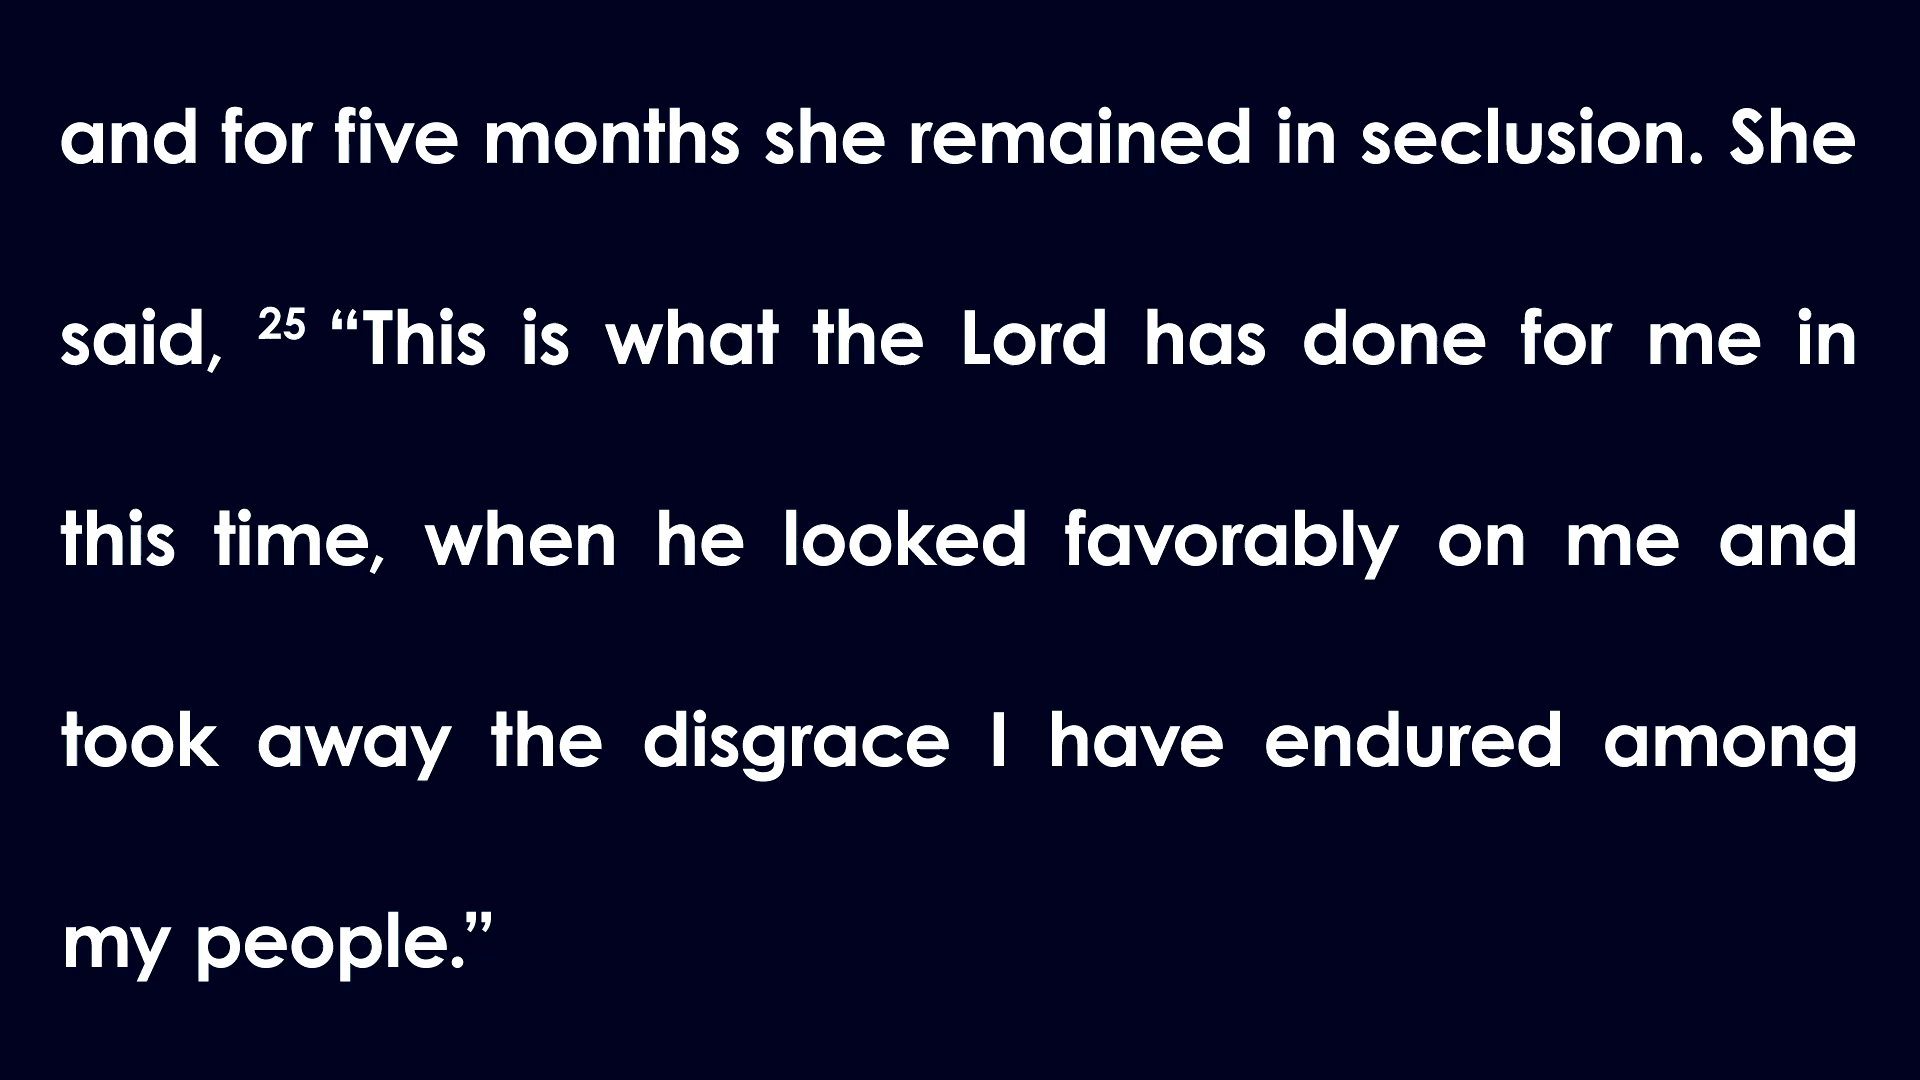 and for five months she remained in seclusion. She
said, ²⁵ “This is what the Lord has done for me in
this time, when he looked favorably on me and
took away the disgrace I have endured among
my people.”